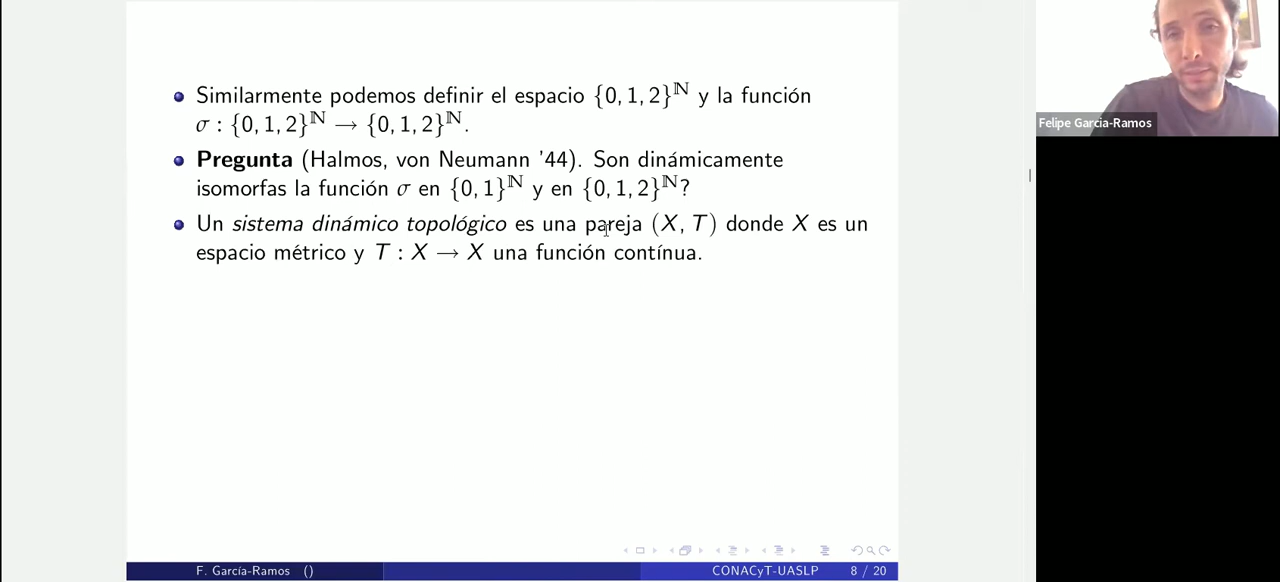 Similarmente podemos definir el espacio {0, 1, 2}^ℕ y la función
σ : {0, 1, 2}^ℕ → {0, 1, 2}^ℕ.
Pregunta (Halmos, von Neumann '44). Son dinámicamente
isomorfas la función σ en {0, 1}^ℕ y en {0, 1, 2}^ℕ?
Un sistema dinámico topológico es una pareja (X, T) donde X es un
espacio métrico y T : X → X una función contínua.
F. García-Ramos ()
CONACyT-UASLP
8 / 20
Felipe Garcia-Ramos